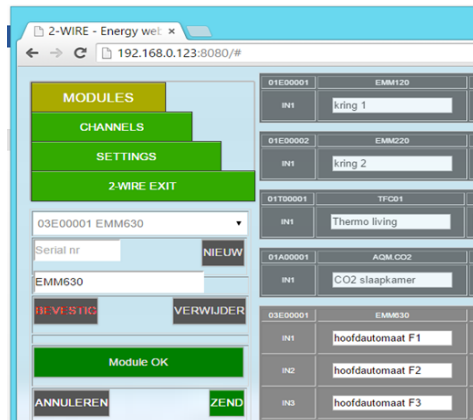 2-WIRE - Energy web
192.168.0.123:8080/#
MODULES
CHANNELS
SETTINGS
2-WIRE EXIT
03E00001 EMM630
Serial nr
NIEUW
EMM630
BEVESTIG
VERWIJDER
Module OK
ANNULEREN
ZEND
01E00001 EMM120
IN1 kring 1
01E00002 EMM220
IN1 kring 2
01T00001 TFC01
IN1 Thermo living
01A00001 AQM.CO2
IN1 CO2 slaapkamer
03E00001 EMM630
IN1 hoofdautomaat F1
IN2 hoofdautomaat F2
IN3 hoofdautomaat F3